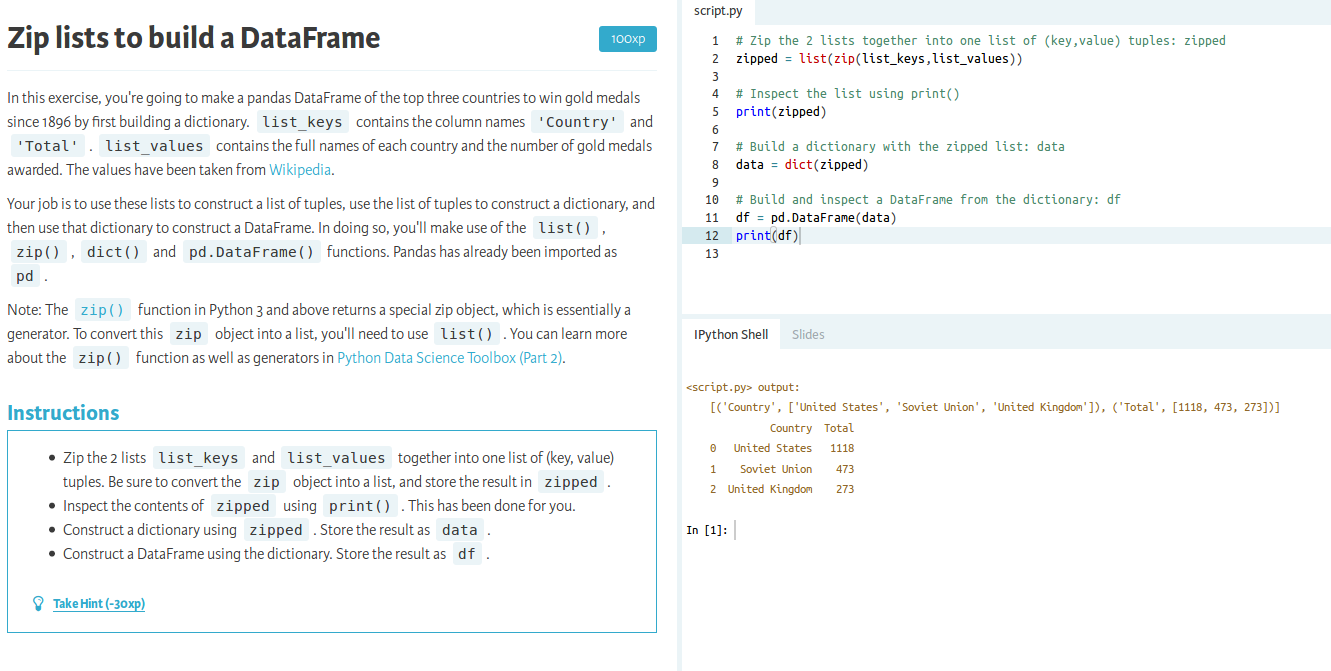 Zip lists to build a DataFrame
100xp
In this exercise, you're going to make a pandas DataFrame of the top three countries to win gold medals
since 1896 by first building a dictionary. list_keys contains the column names 'Country' and
'Total' . list_values contains the full names of each country and the number of gold medals
awarded. The values have been taken from Wikipedia.
Your job is to use these lists to construct a list of tuples, use the list of tuples to construct a dictionary, and
then use that dictionary to construct a DataFrame. In doing so, you'll make use of the list() ,
zip() , dict() and pd.DataFrame() functions. Pandas has already been imported as
pd .
Note: The zip() function in Python 3 and above returns a special zip object, which is essentially a
generator. To convert this zip object into a list, you'll need to use list() . You can learn more
about the zip() function as well as generators in Python Data Science Toolbox (Part 2).
Instructions
• Zip the 2 lists list_keys and list_values together into one list of (key, value)
tuples. Be sure to convert the zip object into a list, and store the result in zipped .
• Inspect the contents of zipped using print() . This has been done for you.
• Construct a dictionary using zipped . Store the result as data .
• Construct a DataFrame using the dictionary. Store the result as df .
Take Hint (-30xp)
script.py
1 # Zip the 2 lists together into one list of (key,value) tuples: zipped
2 zipped = list(zip(list_keys,list_values))
3
4 # Inspect the list using print()
5 print(zipped)
6
7 # Build a dictionary with the zipped list: data
8 data = dict(zipped)
9
10 # Build and inspect a DataFrame from the dictionary: df
11 df = pd.DataFrame(data)
12 print(df)
13
IPython Shell Slides
<script.py> output:
[('Country', ['United States', 'Soviet Union', 'United Kingdom']), ('Total', [1118, 473, 273])]
Country Total
0 United States 1118
1 Soviet Union 473
2 United Kingdom 273
In [1]: